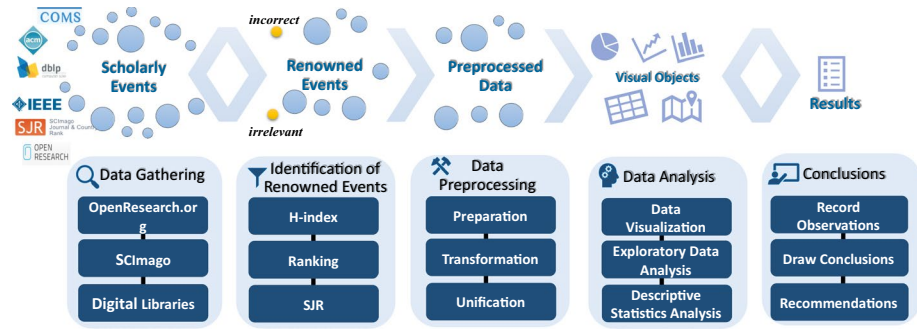 COMS
acm
dblp
IEEE
SJR
SCImago
Journal & Country
Rank
OPEN
RESEARCH
Scholarly
Events
incorrect
Renowned
Events
irrelevant
Preprocessed
Data
Visual Objects
Results
Data Gathering
OpenResearch.or
g
SCImago
Digital Libraries
Identification of
Renowned Events
H-index
Ranking
SJR
Data
Preprocessing
Preparation
Transformation
Unification
Data Analysis
Data
Visualization
Exploratory Data
Analysis
Descriptive
Statistics Analysis
Conclusions
Record
Observations
Draw Conclusions
Recommendations